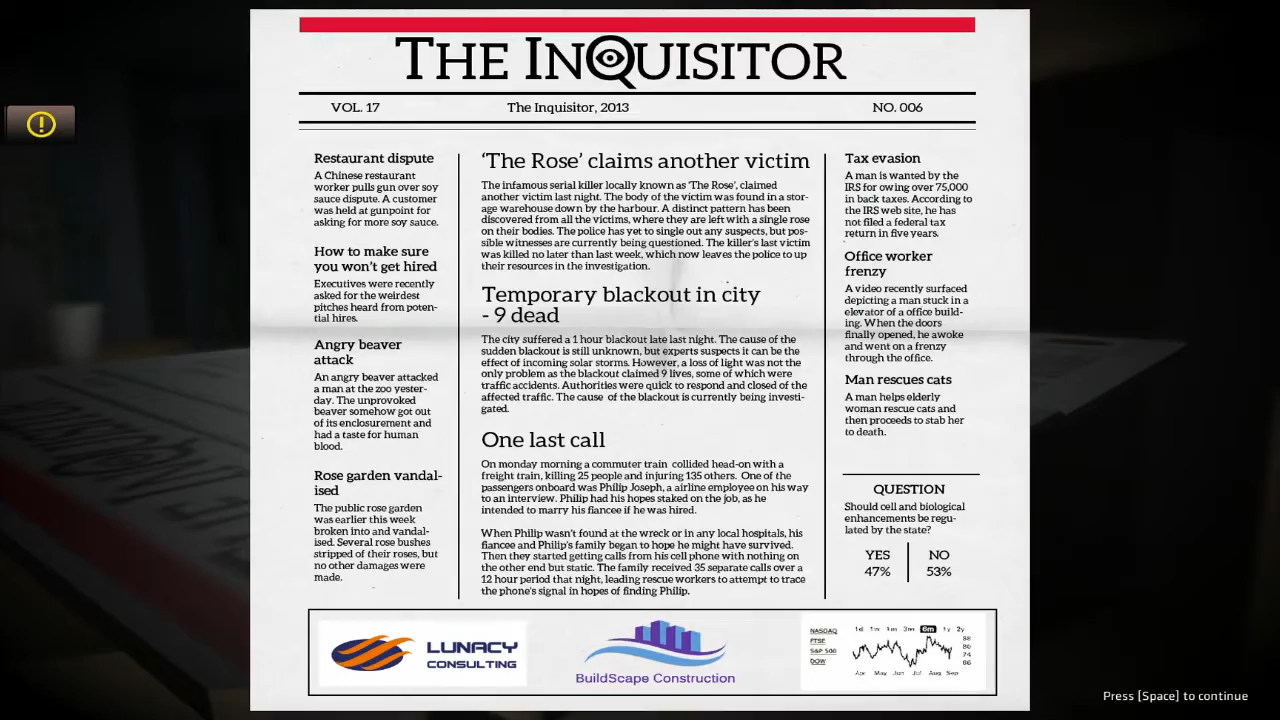 THE INQUISITOR
VOL. 17
The Inquisitor, 2013
NO. 006
Restaurant dispute
A Chinese restaurant
worker pulls gun over soy
sauce dispute. A customer
was held at gunpoint for
asking for more soy sauce.
How to make sure
you won't get hired
Executives were recently
asked for the weirdest
pitches heard from poten-
tial hires.
Angry beaver
attack
An angry beaver attacked
a man at the zoo yester-
day. The unprovoked
beaver somehow got out
of its enclosurement and
had a taste for human
blood.
Rose garden vandal-
ised
The public rose garden
was earlier this week
broken into and vandal-
ised. Several rose bushes
stripped of their roses, but
no other damages were
made.
'The Rose' claims another victim
The infamous serial killer locally known as 'The Rose', claimed
another victim last night. The body of the victim was found in a stor-
age warehouse down by the harbour. A distinct pattern has been
discovered from all the victims, where they are left with a single rose
on their bodies. The police has yet to single out any suspects, but pos-
sible witnesses are currently being questioned. The killer's last victim
was killed no later than last week, which now leaves the police to up
their resources in the investigation.
Temporary blackout in city
- 9 dead
The city suffered a 1 hour blackout late last night. The cause of the
sudden blackout is still unknown, but experts suspects it can be the
effect of incoming solar storms. However, a loss of light was not the
only problem as the blackout claimed 9 lives, some of which were
traffic accidents. Authorities were quick to respond and closed of the
affected traffic. The cause of the blackout is currently being investi-
gated.
One last call
On monday morning a commuter train collided head-on with a
freight train, killing 25 people and injuring 135 others. One of the
passengers onboard was Philip Joseph, a airline employee on his way
to an interview. Philip had his hopes staked on the job, as he
intended to marry his fiancee if he was hired.
When Philip wasn't found at the wreck or in any local hospitals, his
fiancee and Philip's family began to hope he might have survived.
Then they started getting calls from his cell phone with nothing on
the other end but static. The family received 35 separate calls over a
12 hour period that night, leading rescue workers to attempt to trace
the phone's signal in hopes of finding Philip.
Tax evasion
A man is wanted by the
IRS for owing over 75,000
in back taxes. According to
the IRS web site, he has
not filed a federal tax
return in five years.
Office worker
frenzy
A video recently surfaced
depicting a man stuck in a
elevator of a office build-
ing. When the doors
finally opened, he awoke
and went on a frenzy
through the office.
Man rescues cats
A man helps elderly
woman rescue cats and
then proceeds to stab her
to death.
QUESTION
Should cell and biological
enhancements be regu-
lated by the state?
YES NO
47% 53%
LUNACY
CONSULTING
BuildScape Construction
NASDAQ
FTSE
S&P 500
DOW
1d 1w 1m 3m 6m 1y 2y
88
80
74
66
Apr May Jun Jul Aug Sep
Press [Space] to continue